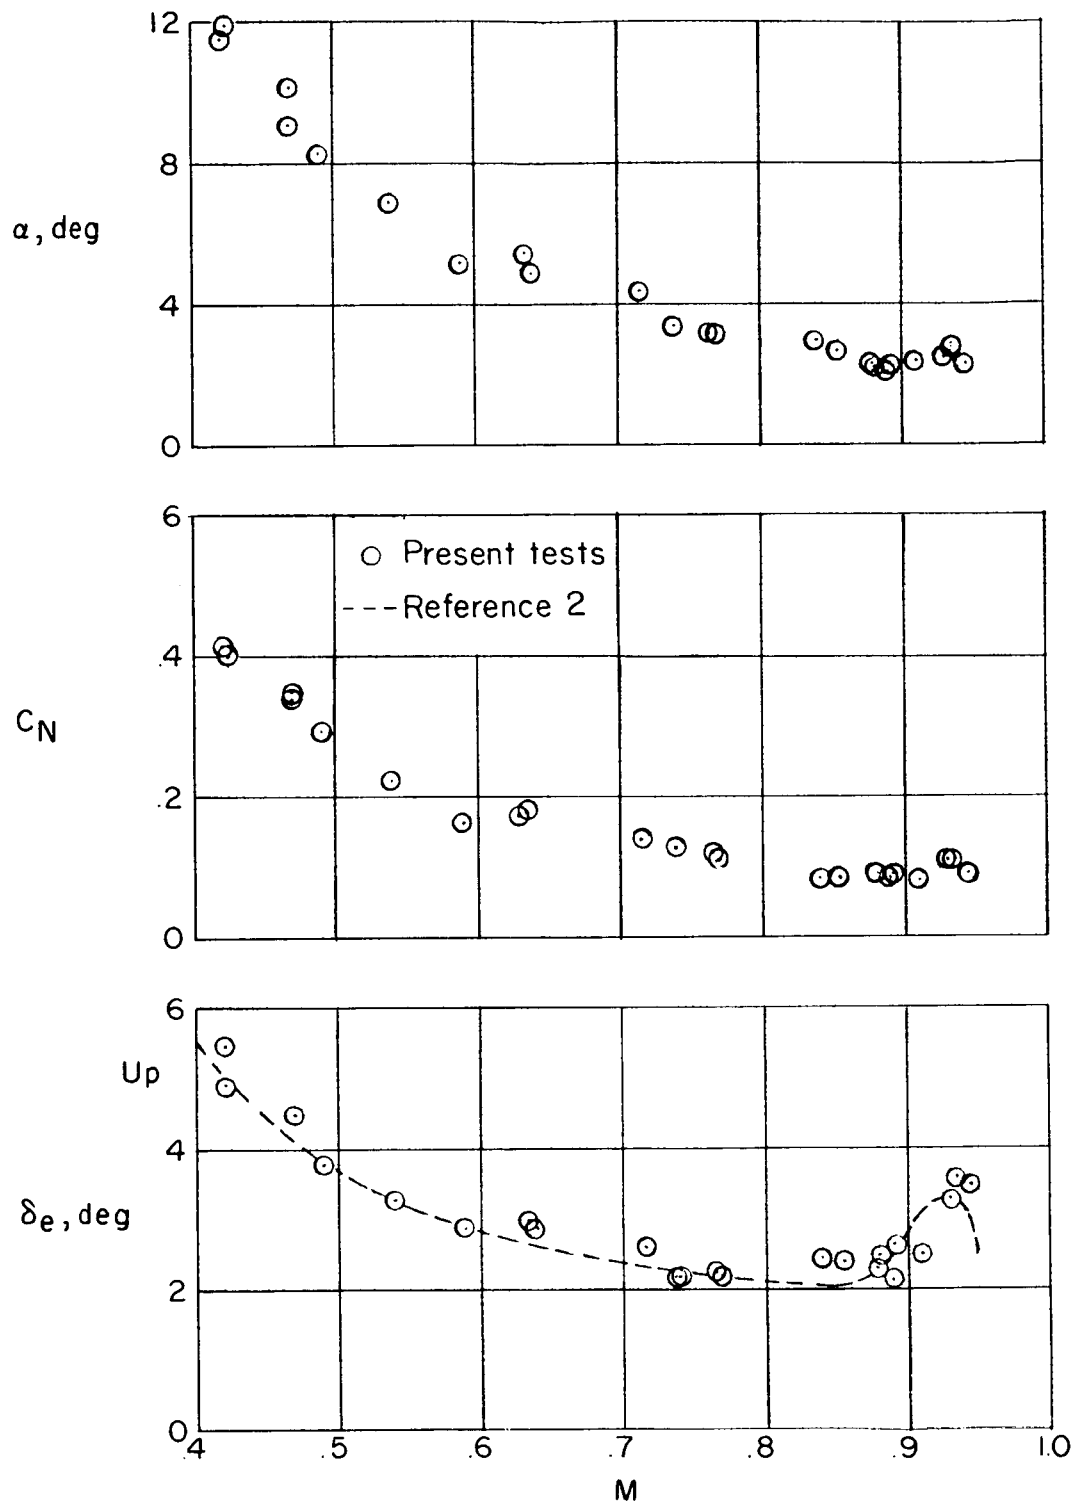 12
8
α, deg
4
0
6
○ Present tests
--- Reference 2
.4
C_N
.2
0
6
Up
4
δe, deg
2
0
.4 .5 .6 .7 .8 .9 1.0
M